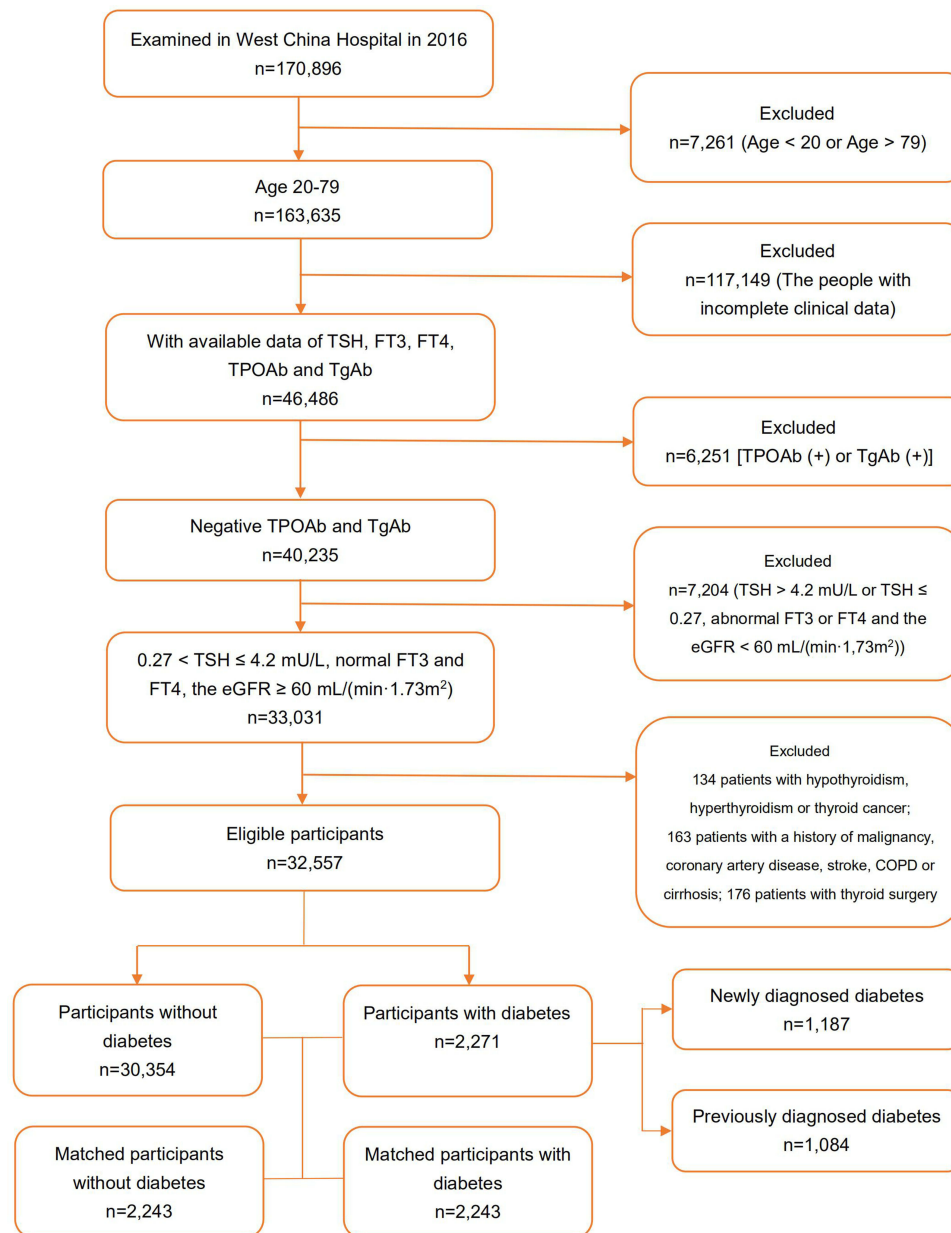 Examined in West China Hospital in 2016
n=170,896
Excluded
n=7,261 (Age < 20 or Age > 79)
Age 20-79
n=163,635
Excluded
n=117,149 (The people with
incomplete clinical data)
With available data of TSH, FT3, FT4,
TPOAb and TgAb
n=46,486
Excluded
n=6,251 [TPOAb (+) or TgAb (+)]
Negative TPOAb and TgAb
n=40,235
Excluded
n=7,204 (TSH > 4.2 mU/L or TSH ≤
0.27, abnormal FT3 or FT4 and the
eGFR < 60 mL/(min·1,73m²))
0.27 < TSH ≤ 4.2 mU/L, normal FT3 and
FT4, the eGFR ≥ 60 mL/(min·1.73m²)
n=33,031
Excluded
134 patients with hypothyroidism,
hyperthyroidism or thyroid cancer;
163 patients with a history of malignancy,
coronary artery disease, stroke, COPD or
cirrhosis; 176 patients with thyroid surgery
Eligible participants
n=32,557
Participants without
diabetes
n=30,354
Participants with diabetes
n=2,271
Newly diagnosed diabetes
n=1,187
Previously diagnosed diabetes
n=1,084
Matched participants
without diabetes
n=2,243
Matched participants with
diabetes
n=2,243